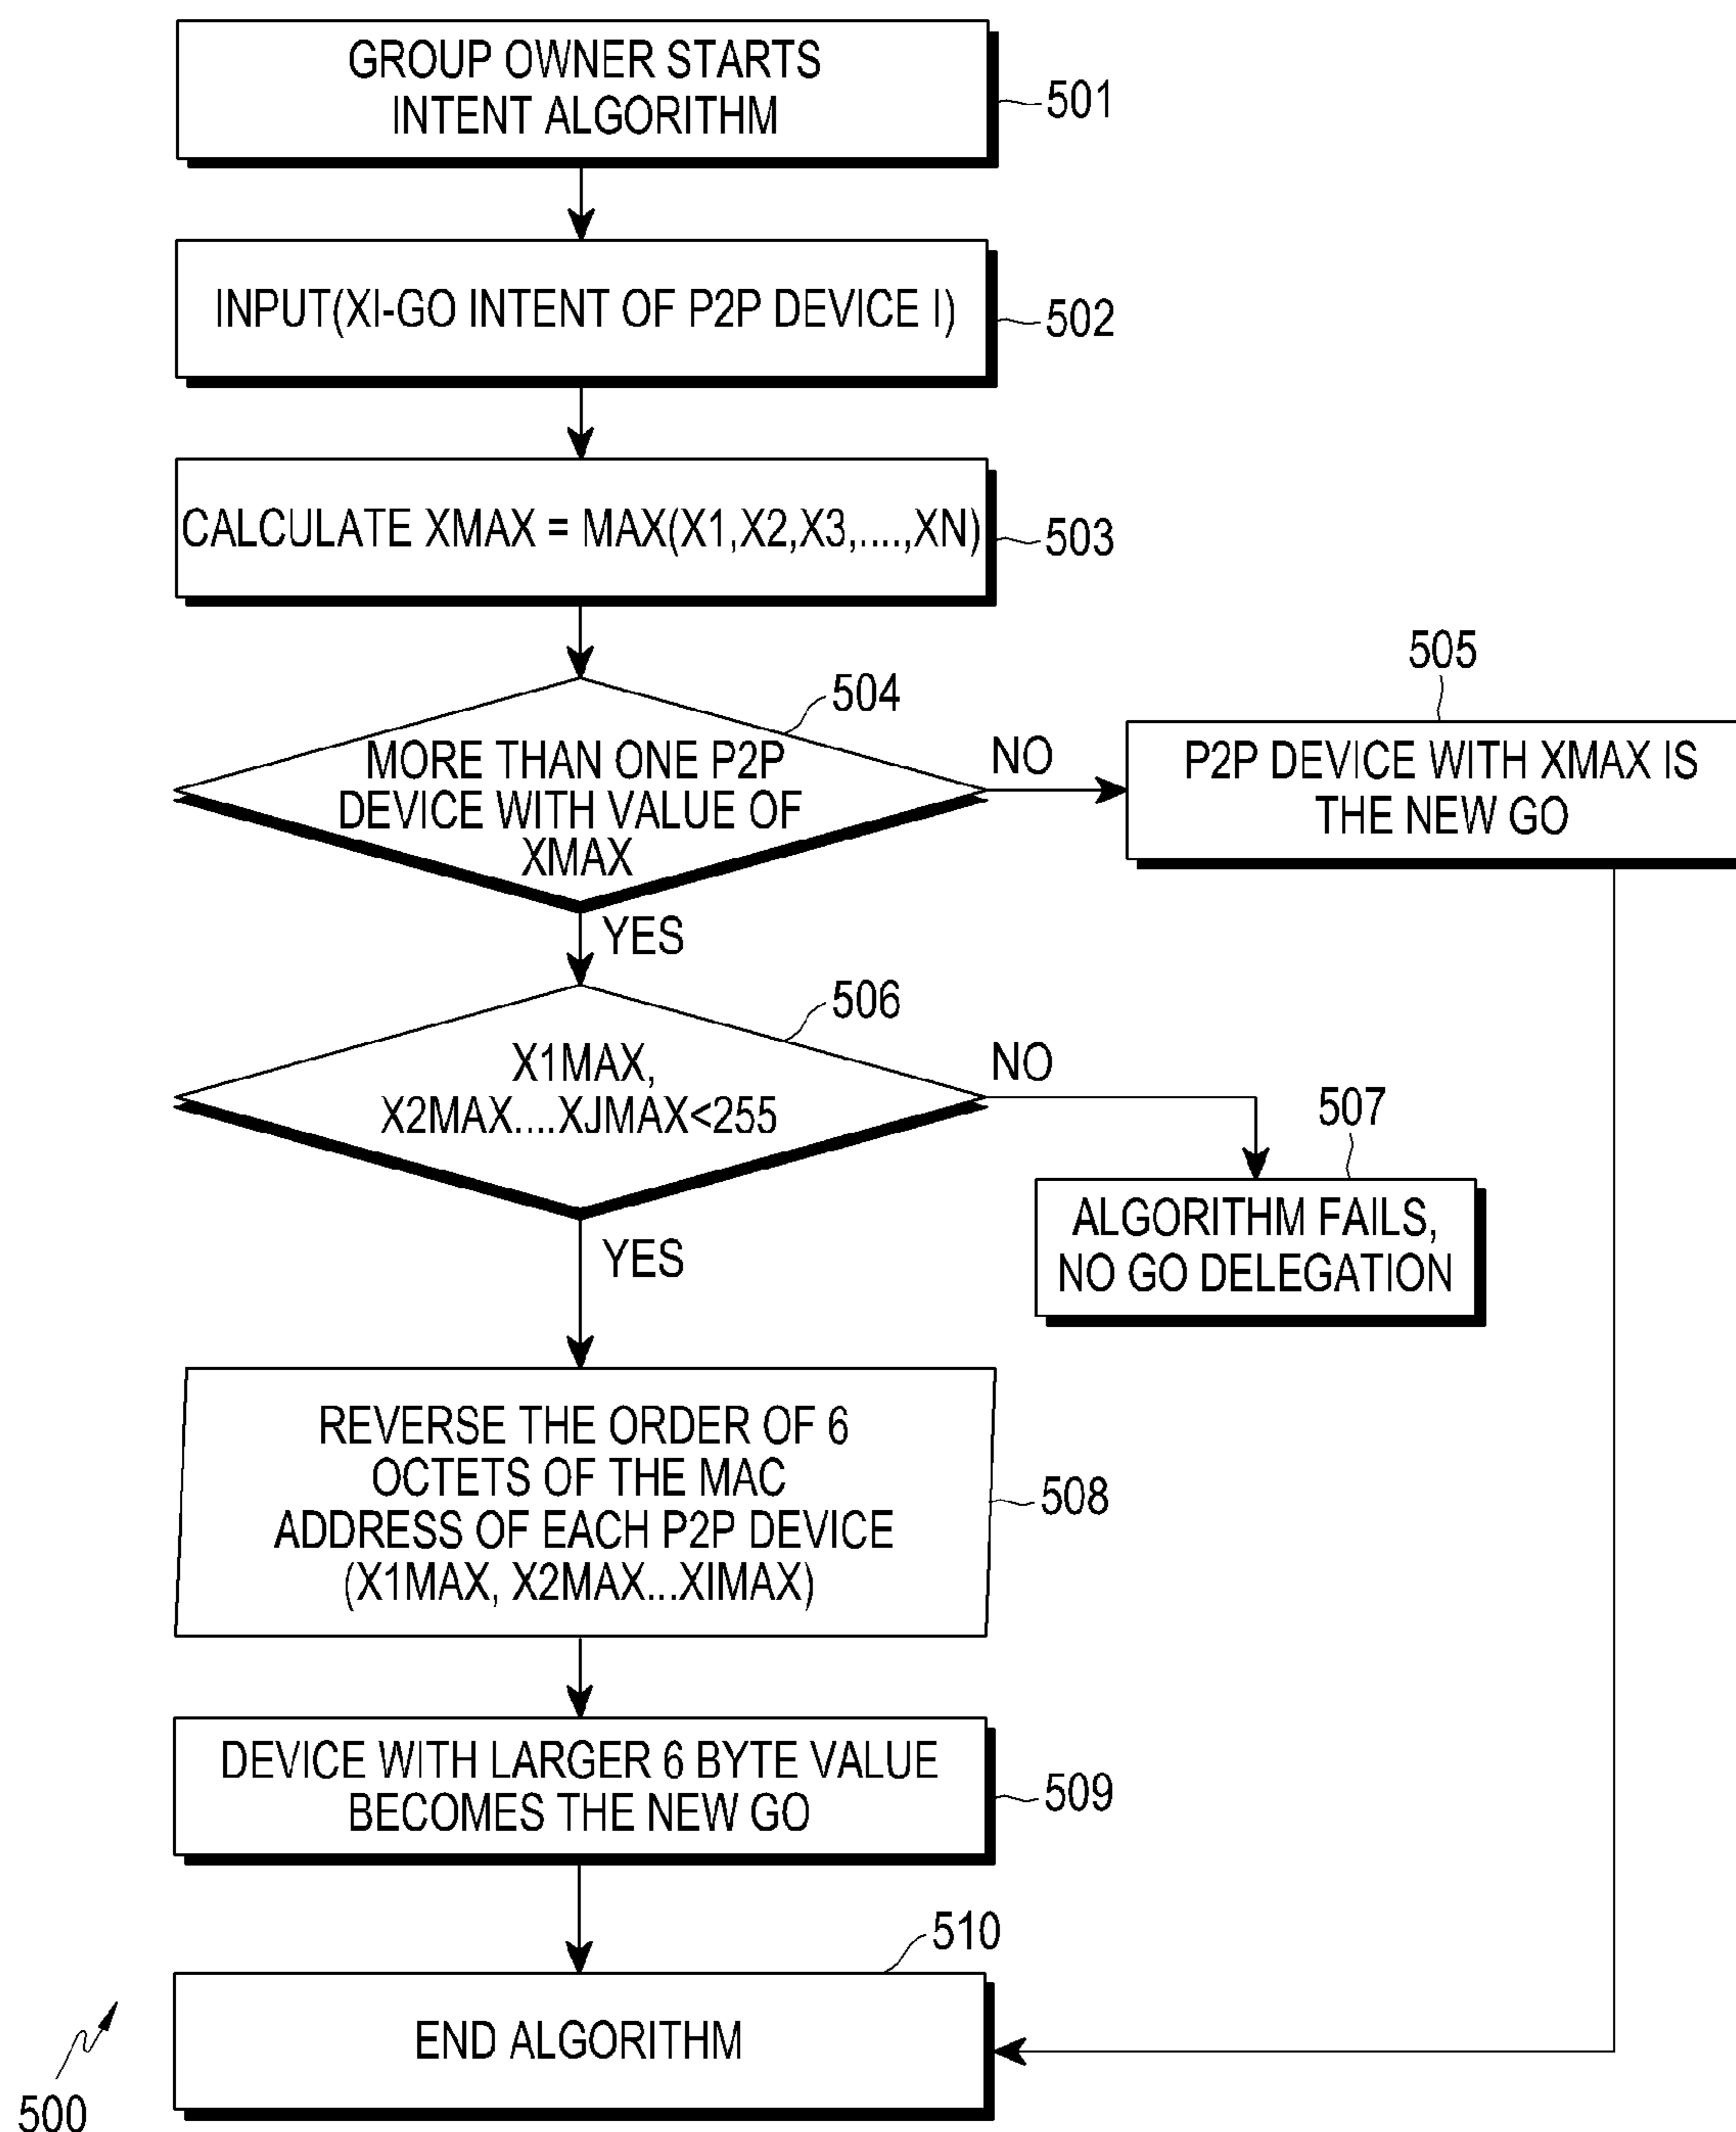 GROUP OWNER STARTS
INTENT ALGORITHM
501
INPUT(XI-GO INTENT OF P2P DEVICE I)
502
CALCULATE XMAX = MAX(X1,X2,X3,....,XN)
503
504
MORE THAN ONE P2P
DEVICE WITH VALUE OF
XMAX
NO
505
P2P DEVICE WITH XMAX IS
THE NEW GO
YES
506
X1MAX,
X2MAX....XJMAX<255
NO
507
ALGORITHM FAILS,
NO GO DELEGATION
YES
REVERSE THE ORDER OF 6
OCTETS OF THE MAC
ADDRESS OF EACH P2P DEVICE
(X1MAX, X2MAX...XIMAX)
508
DEVICE WITH LARGER 6 BYTE VALUE
BECOMES THE NEW GO
509
510
END ALGORITHM
500